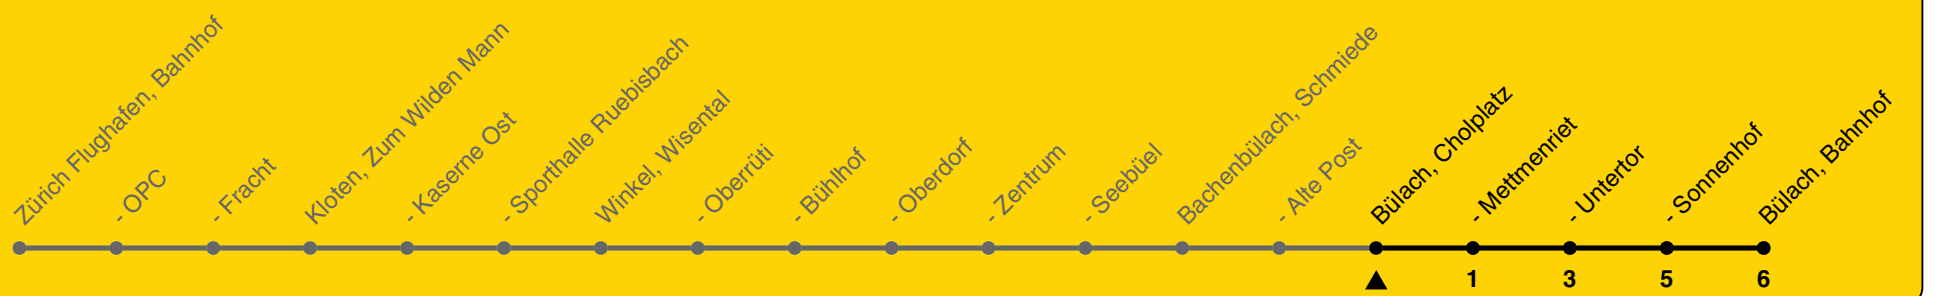 Zürich Flughafen, Bahnhof
- OPC
- Fracht
Kloten, Zum Wilden Mann
- Kaserne Ost
- Sporthalle Ruebisbach
Winkel, Wisental
- Oberrüti
- Bühlhof
- Oberdorf
- Zentrum
- Seebüel
Bachenbülach, Schmiede
- Alte Post
Bülach, Cholplatz
- Mettmenriet
- Untertor
- Sonnenhof
Bülach, Bahnhof
1 3 5 6